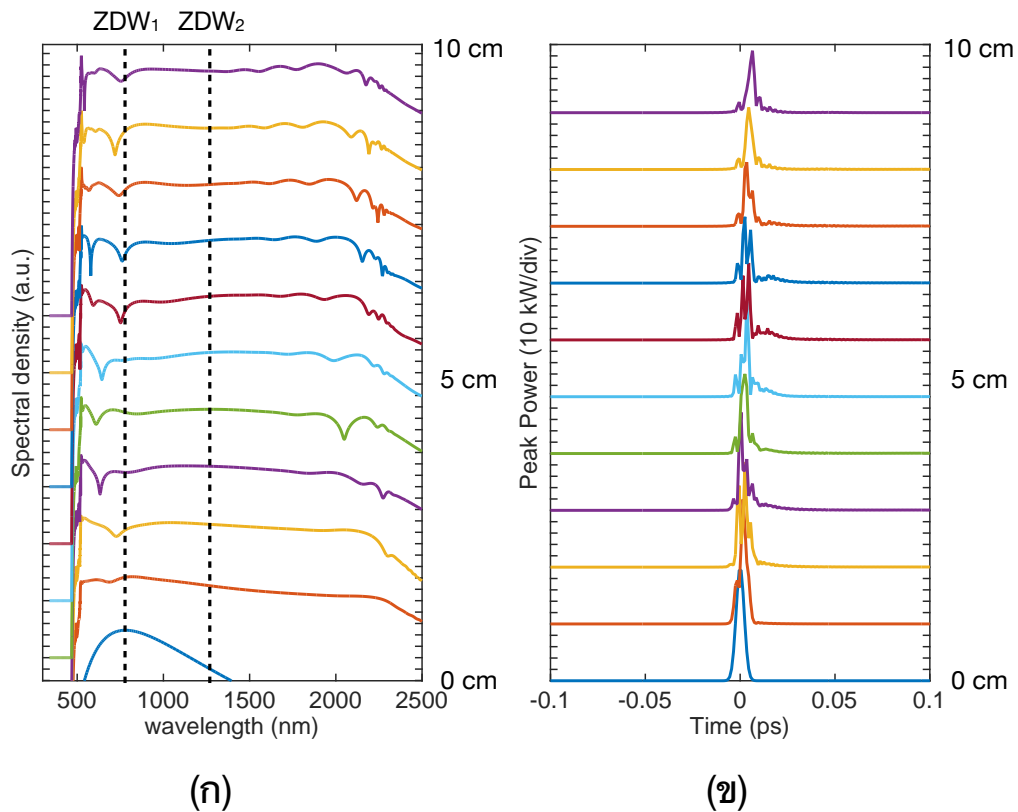 ZDW₁ ZDW₂
10 cm
5 cm
0 cm
Spectral density (a.u.)
500 1000 1500 2000 2500
wavelength (nm)
(ก)
10 cm
5 cm
0 cm
Peak Power (10 kW/div)
-0.1 -0.05 0 0.05 0.1
Time (ps)
(ข)